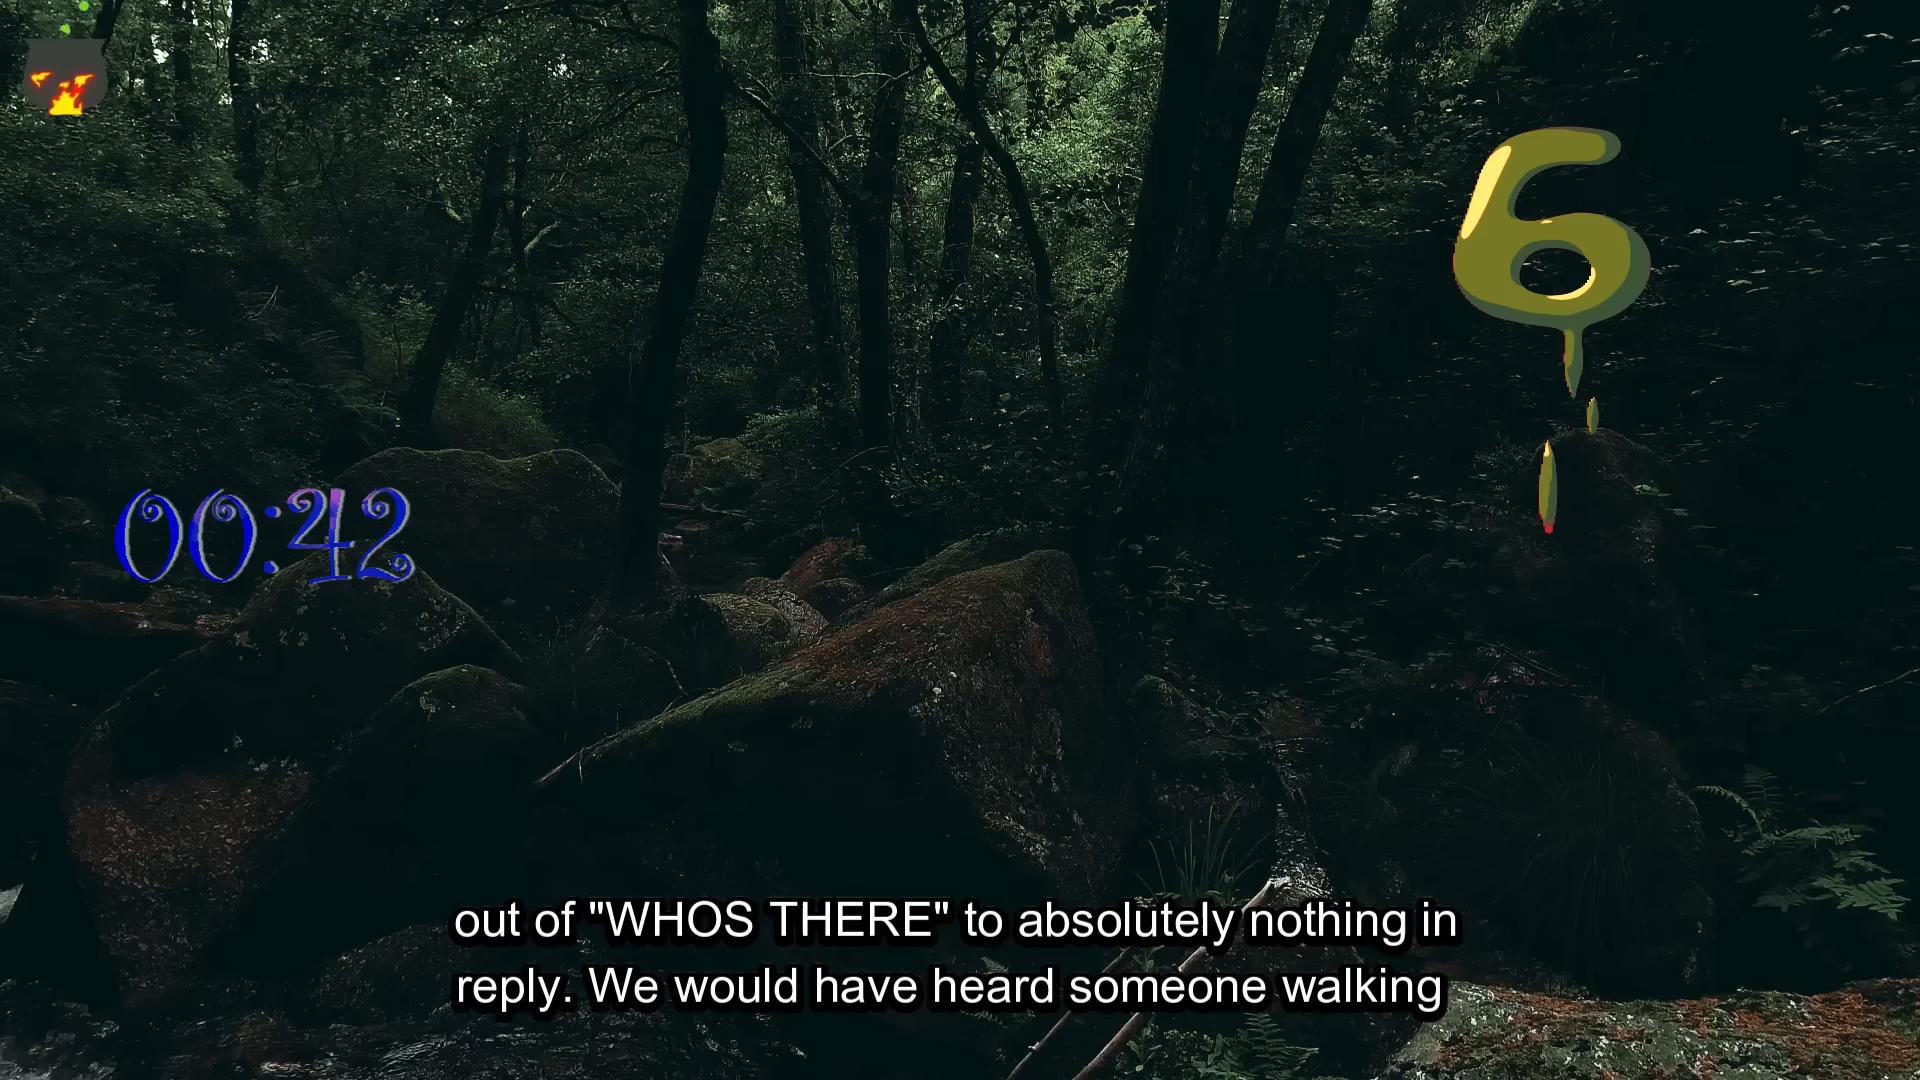 6
00:42
out of "WHOS THERE" to absolutely nothing in
reply. We would have heard someone walking